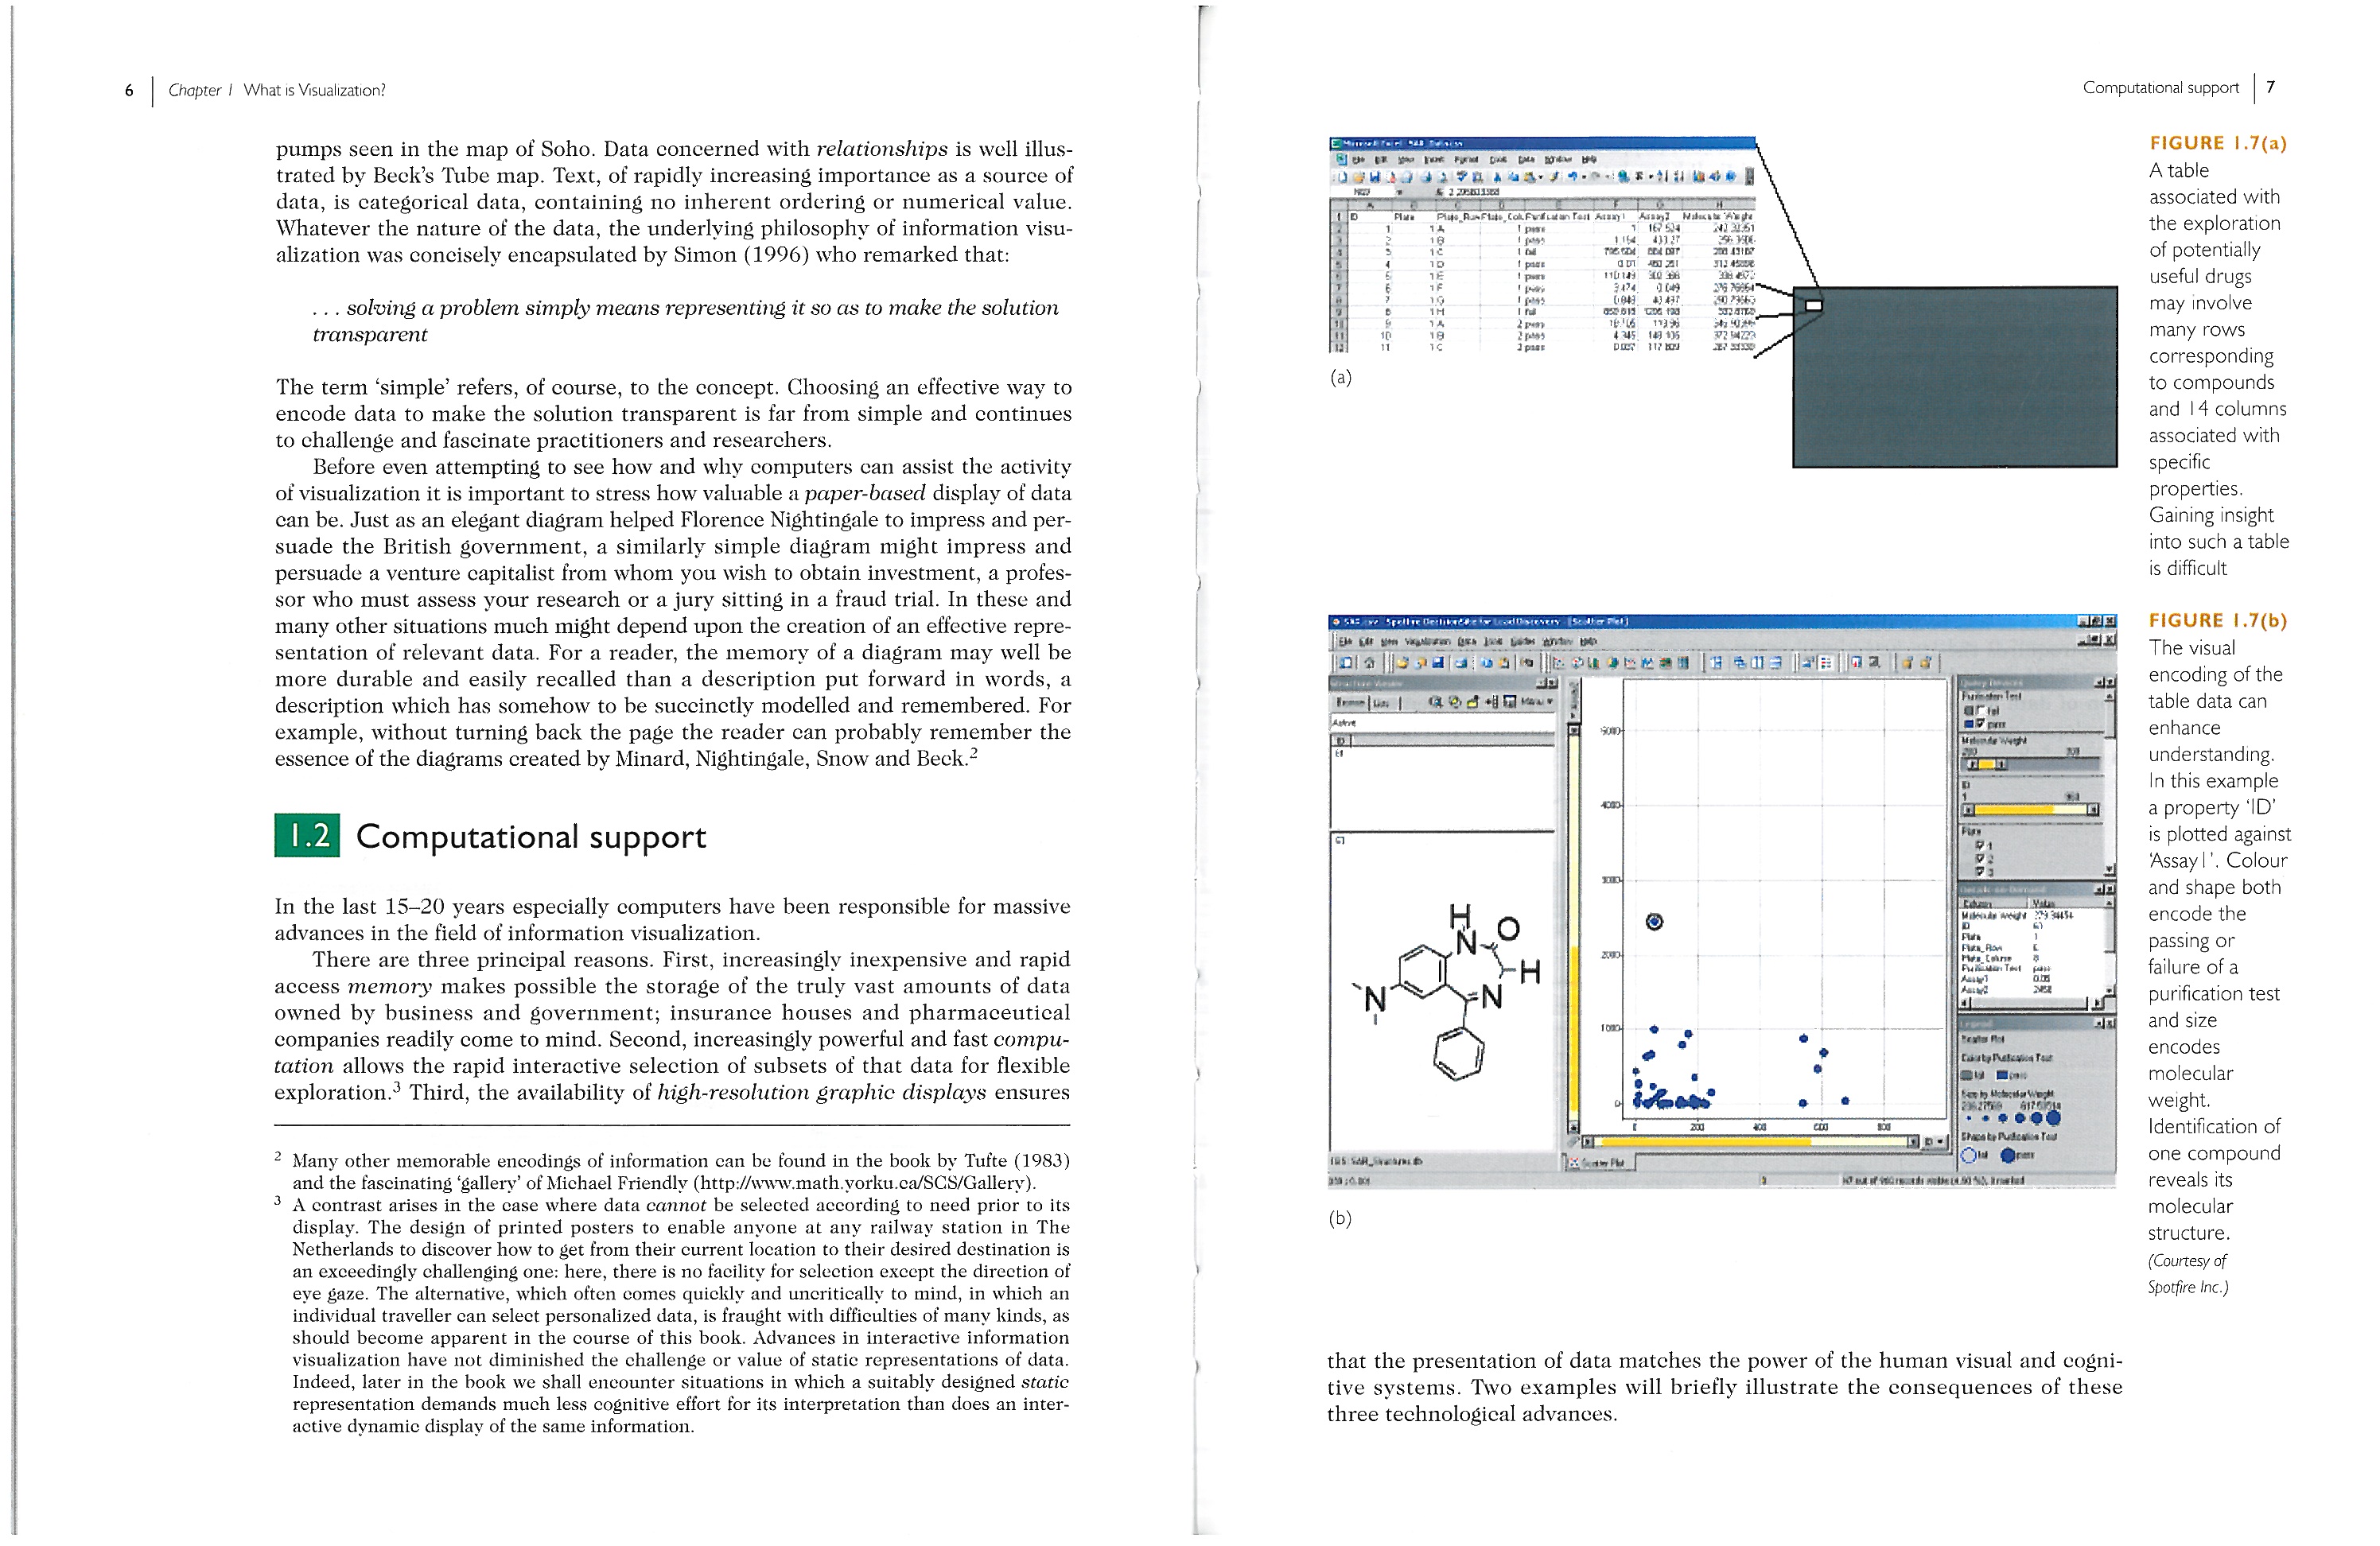 6 | Chapter 1 What is Visualization?
pumps seen in the map of Soho. Data concerned with relationships is well illus-
trated by Beck's Tube map. Text, of rapidly increasing importance as a source of
data, is categorical data, containing no inherent ordering or numerical value.
Whatever the nature of the data, the underlying philosophy of information visu-
alization was concisely encapsulated by Simon (1996) who remarked that:
. . . solving a problem simply means representing it so as to make the solution
transparent
The term ‘simple’ refers, of course, to the concept. Choosing an effective way to
encode data to make the solution transparent is far from simple and continues
to challenge and fascinate practitioners and researchers.
Before even attempting to see how and why computers can assist the activity
of visualization it is important to stress how valuable a paper-based display of data
can be. Just as an elegant diagram helped Florence Nightingale to impress and per-
suade the British government, a similarly simple diagram might impress and
persuade a venture capitalist from whom you wish to obtain investment, a profes-
sor who must assess your research or a jury sitting in a fraud trial. In these and
many other situations much might depend upon the creation of an effective repre-
sentation of relevant data. For a reader, the memory of a diagram may well be
more durable and easily recalled than a description put forward in words, a
description which has somehow to be succinctly modelled and remembered. For
example, without turning back the page the reader can probably remember the
essence of the diagrams created by Minard, Nightingale, Snow and Beck.2
1.2 Computational support
In the last 15–20 years especially computers have been responsible for massive
advances in the field of information visualization.
There are three principal reasons. First, increasingly inexpensive and rapid
access memory makes possible the storage of the truly vast amounts of data
owned by business and government; insurance houses and pharmaceutical
companies readily come to mind. Second, increasingly powerful and fast compu-
tation allows the rapid interactive selection of subsets of that data for flexible
exploration.3 Third, the availability of high-resolution graphic displays ensures
2 Many other memorable encodings of information can be found in the book by Tufte (1983)
and the fascinating ‘gallery’ of Michael Friendly (http://www.math.yorku.ca/SCS/Gallery).
3 A contrast arises in the case where data cannot be selected according to need prior to its
display. The design of printed posters to enable anyone at any railway station in The
Netherlands to discover how to get from their current location to their desired destination is
an exceedingly challenging one: here, there is no facility for selection except the direction of
eye gaze. The alternative, which often comes quickly and uncritically to mind, in which an
individual traveller can select personalized data, is fraught with difficulties of many kinds, as
should become apparent in the course of this book. Advances in interactive information
visualization have not diminished the challenge or value of static representations of data.
Indeed, later in the book we shall encounter situations in which a suitably designed static
representation demands much less cognitive effort for its interpretation than does an inter-
active dynamic display of the same information.
Computational support | 7
(a)
FIGURE 1.7(a)
A table
associated with
the exploration
of potentially
useful drugs
may involve
many rows
corresponding
to compounds
and 14 columns
associated with
specific
properties.
Gaining insight
into such a table
is difficult
5000
4000
3000
2000
1000
0
200
400
600
800
H
N
O
H
N
N
(b)
FIGURE 1.7(b)
The visual
encoding of the
table data can
enhance
understanding.
In this example
a property ‘ID’
is plotted against
‘Assay1’. Colour
and shape both
encode the
passing or
failure of a
purification test
and size
encodes
molecular
weight.
Identification of
one compound
reveals its
molecular
structure.
(Courtesy of
Spotfire Inc.)
that the presentation of data matches the power of the human visual and cogni-
tive systems. Two examples will briefly illustrate the consequences of these
three technological advances.